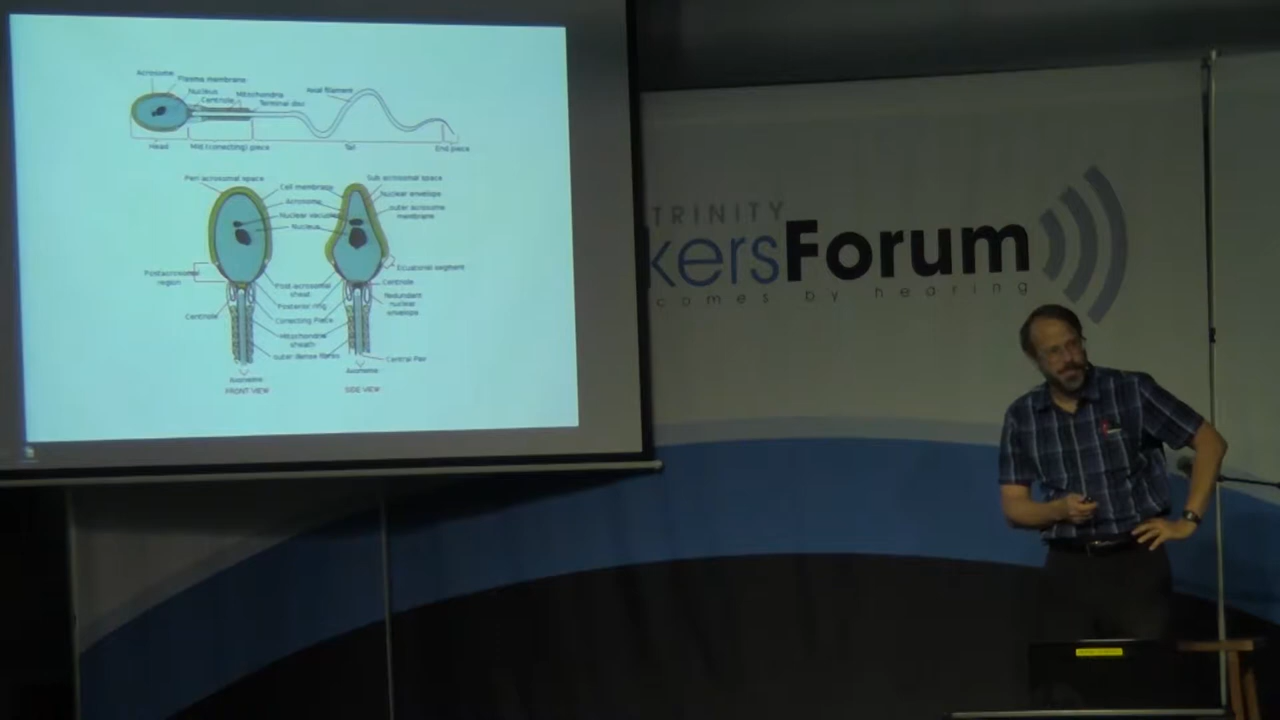 Acrosome
Plasma membrane
Nucleus
Centriole
Mitochondria
Terminal disc
Axial filament
Head
Mid (connecting) piece
Tail
End piece
Peri acrosomal space
Cell membrane
Acrosome
Nuclear vacuoles
Nucleus
Sub acrosomal space
Nuclear envelope
outer acrosome
membrane
Postacrosomal
region
Equatorial segment
Centriole
Post-acrosomal
sheat
Posterior ring
Connecting Piece
Redundant
nuclear
envelope
Centriole
Mitochondrial
sheath
outer dense fibres
Central Pair
Axoneme
FRONT VIEW
Axoneme
SIDE VIEW
TRINITY
kersForum
comes by hearing